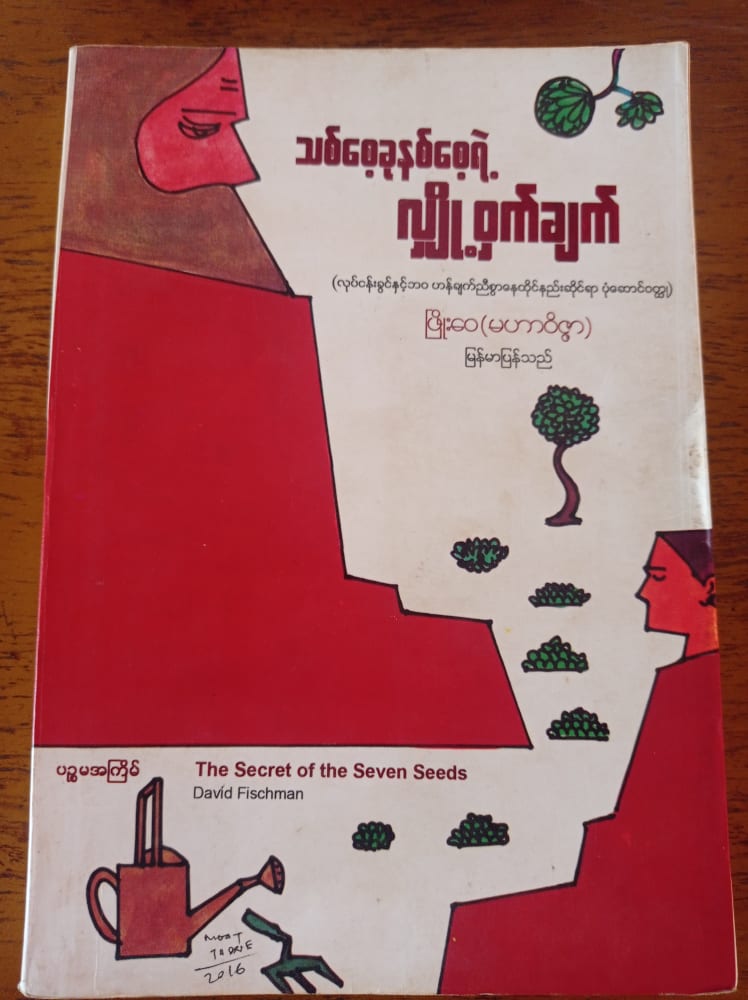 သစ်စေ့ခုနစ်စေ့ရဲ့
လျှို့ဝှက်ချက်
(လုပ်ငန်းခွင်နှင့်ဘဝ ဟန်ချက်ညီစွာနေထိုင်နည်းဆိုင်ရာ ပုံဆောင်ဝတ္ထု)
ဖြိုးဝေ(မဟာဝိဇ္ဇာ)
မြန်မာပြန်သည်
ပဉ္စမအကြိမ်
The Secret of the Seven Seeds
Davíd Fischman
2016